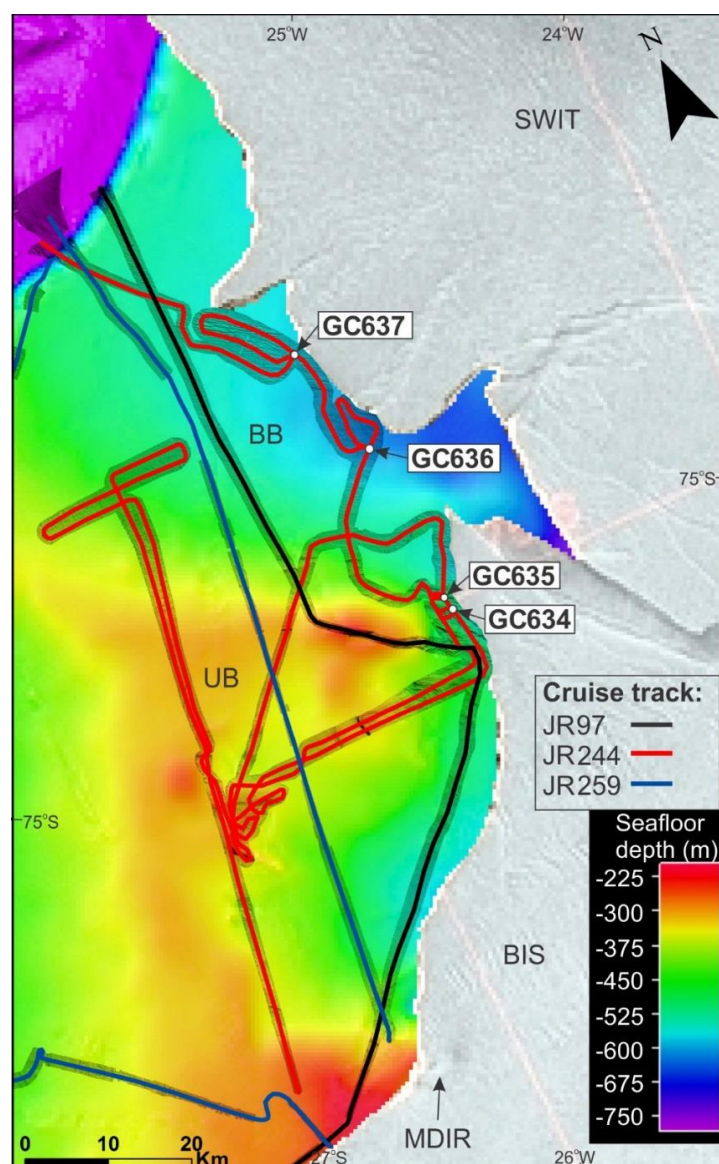 25°W
24°W
N
SWIT
GC637
BB
GC636
75°S
GC635
GC634
UB
Cruise track:
JR97
JR244
JR259
75°S
Seafloor
depth (m)
-225
-300
-375
-450
-525
-600
-675
-750
BIS
MDIR
0 10 20
Km
27°W
26°W